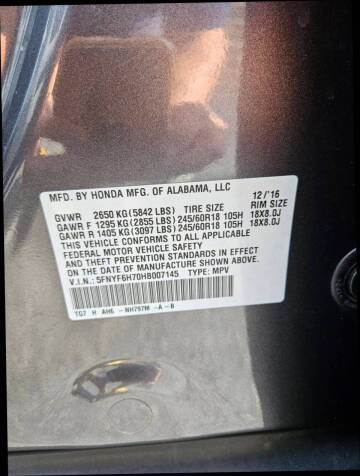 MFD. BY HONDA MFG. OF ALABAMA, LLC 12/'16
GVWR 2650 KG (5842 LBS) TIRE SIZE RIM SIZE
GAWR F 1295 KG (2855 LBS) 245/60R18 105H 18X8.0J
GAWR R 1405 KG (3097 LBS) 245/60R18 105H 18X8.0J
THIS VEHICLE CONFORMS TO ALL APPLICABLE
FEDERAL MOTOR VEHICLE SAFETY
AND THEFT PREVENTION STANDARDS IN EFFECT
ON THE DATE OF MANUFACTURE SHOWN ABOVE.
V.I.N.: 5FNYF6H70HB007145 TYPE: MPV
TG7 H AH6 -NH797M -A-B